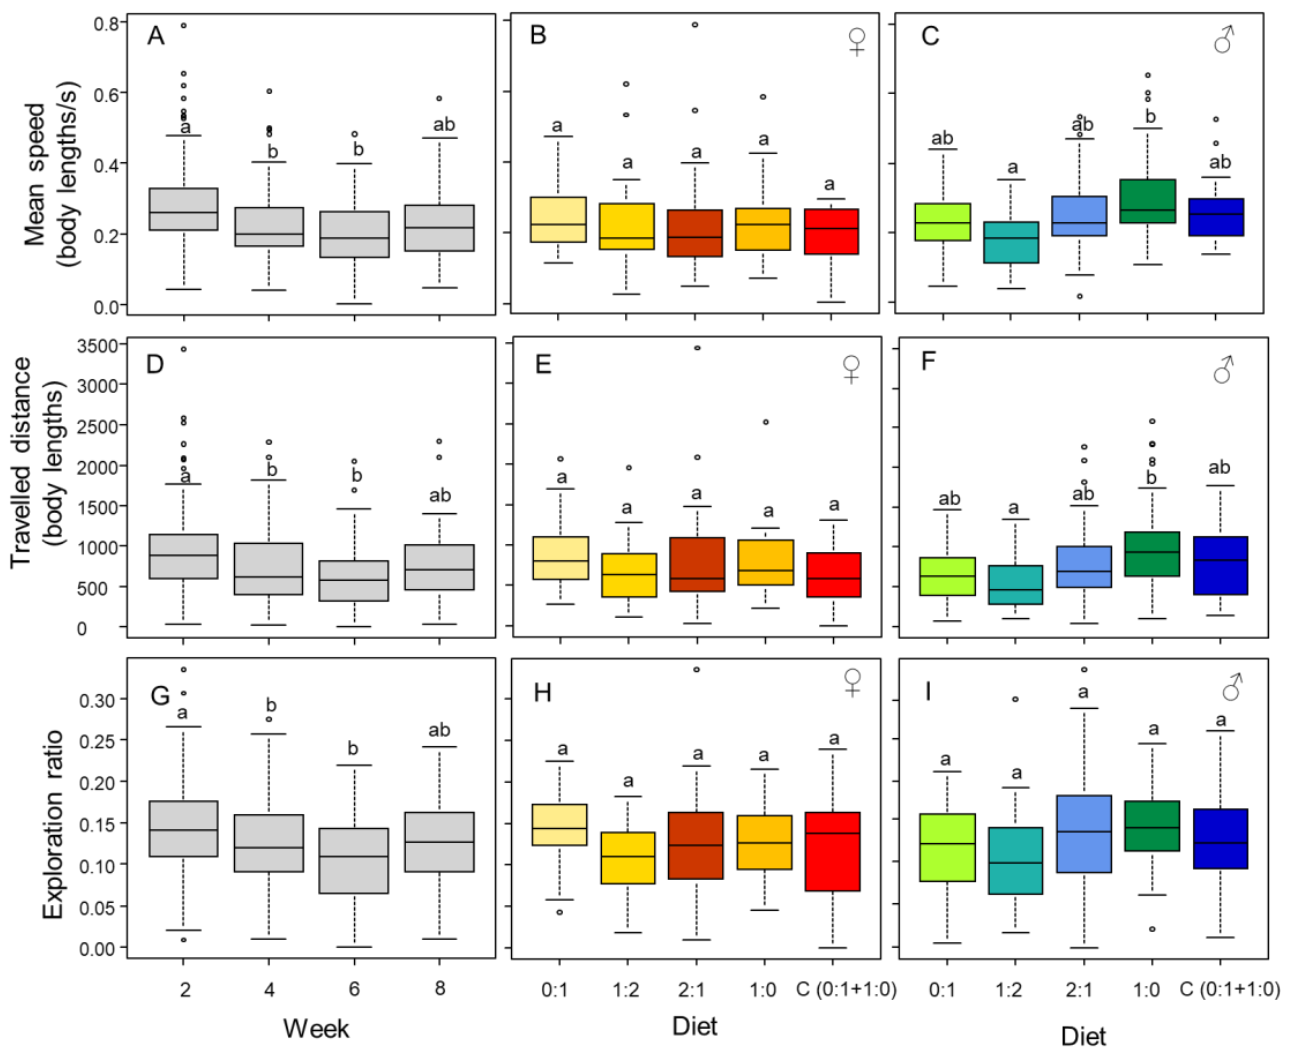 A
B ♀
C ♂
Mean speed
(body lengths/s)
0.8
0.6
0.4
0.2
0.0
a b b ab
a a a a a
ab a ab b ab
D
E ♀
F ♂
Travelled distance
(body lengths)
3500
3000
2500
2000
1500
1000
500
0
a b b ab
a a a a a
ab a ab b ab
G
H ♀
I ♂
Exploration ratio
0.30
0.25
0.20
0.15
0.10
0.05
0.00
a b b ab
a a a a a
a a a a a
2 4 6 8
0:1 1:2 2:1 1:0 C (0:1+1:0)
0:1 1:2 2:1 1:0 C (0:1+1:0)
Week
Diet
Diet